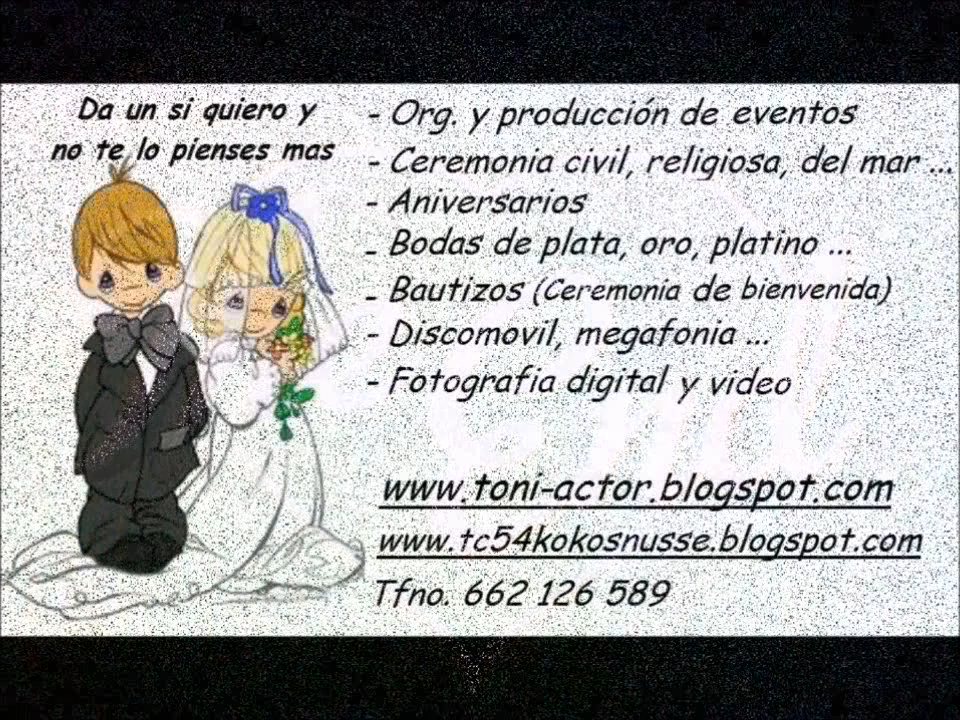 Da un si quiero y
no te lo pienses mas
- Org. y producción de eventos
- Ceremonia civil, religiosa, del mar ...
- Aniversarios
- Bodas de plata, oro, platino ...
- Bautizos (Ceremonia de bienvenida)
- Discomovil, megafonia ...
- Fotografia digital y video
www.toni-actor.blogspot.com
www.tc54kokosnusse.blogspot.com
Tfno. 662 126 589